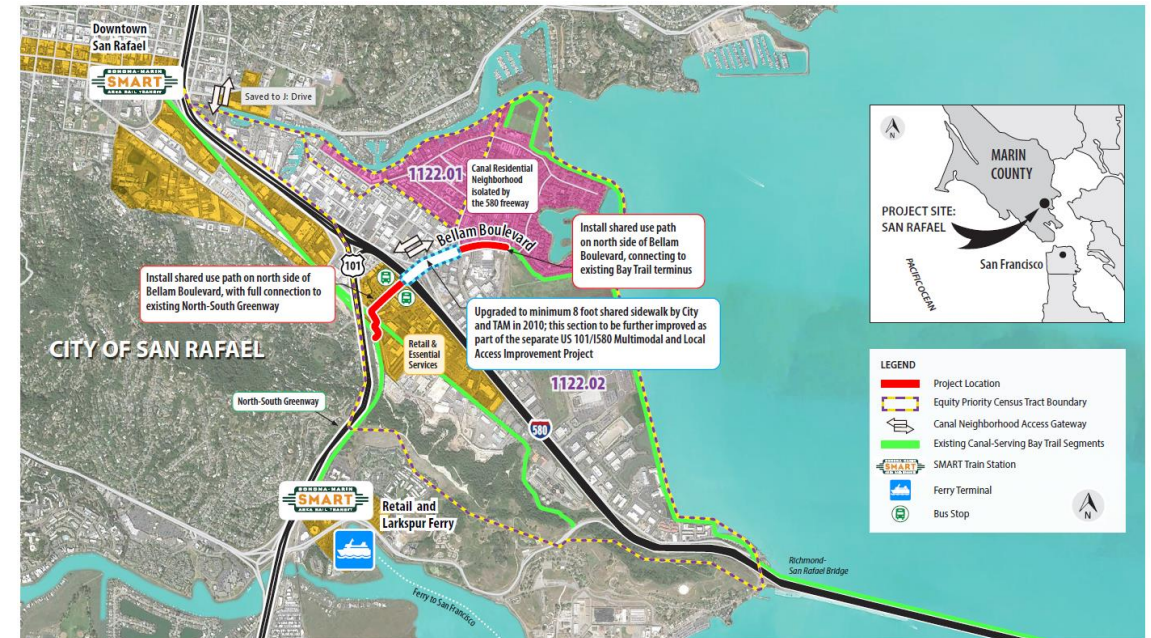 Downtown
San Rafael
SONOMA-MARIN
SMART
AREA RAIL TRANSIT
Saved to J: Drive
1122.01
Canal Residential
Neighborhood
isolated by
the 580 freeway
Bellam Boulevard
Install shared use path
on north side of Bellam
Boulevard, connecting to
existing Bay Trail terminus
101
Install shared use path on north side of
Bellam Boulevard, with full connection to
existing North-South Greenway
Upgraded to minimum 8 foot shared sidewalk by City
and TAM in 2010; this section to be further improved as
part of the separate US 101/I580 Multimodal and Local
Access Improvement Project
CITY OF SAN RAFAEL
Retail &
Essential
Services
1122.02
North-South Greenway
580
SONOMA-MARIN
SMART
AREA RAIL TRANSIT
Retail and
Larkspur Ferry
Ferry to San Francisco
Richmond-
San Rafael Bridge
N
MARIN
COUNTY
PROJECT SITE:
SAN RAFAEL
San Francisco
PACIFIC OCEAN
LEGEND
Project Location
Equity Priority Census Tract Boundary
Canal Neighborhood Access Gateway
Existing Canal-Serving Bay Trail Segments
SMART
SMART Train Station
Ferry Terminal
Bus Stop
N